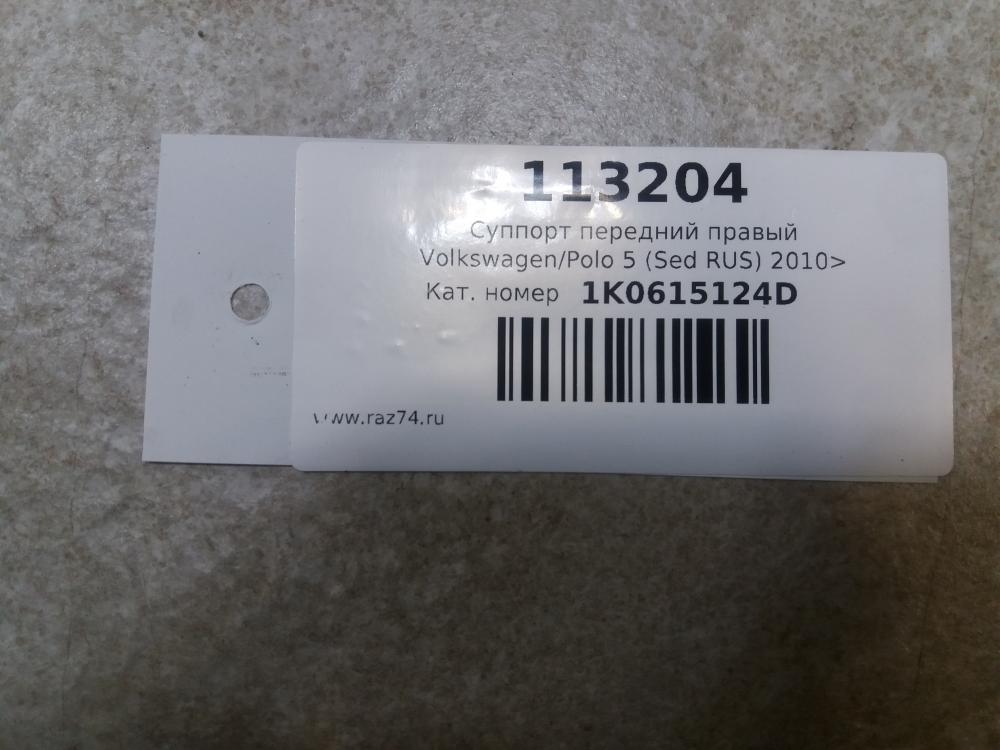 113204
Суппорт передний правый
Volkswagen/Polo 5 (Sed RUS) 2010>
Кат. номер 1K0615124D
www.raz74.ru